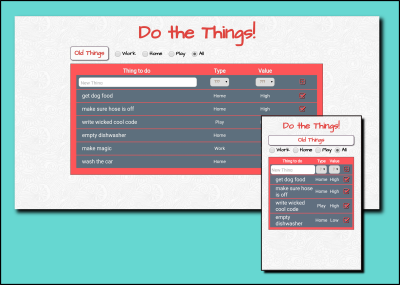 Do the Things!
Old Things Work Home Play All
Thing to do Type Value
New Thing ??? ???
get dog food Home High
make sure hose is off Home High
write wicked cool code Play
empty dishwasher Home
make magic Work
wash the car Home
Do the Things!
Old Things
Work Home Play All
Thing to do Type Value
New Thing
get dog food Home High
make sure hose
is off Home High
write wicked
cool code Play High
empty
dishwasher Home Low